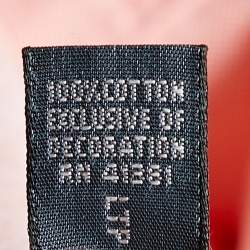 100% COTTON
EXCLUSIVE OF
DECORATION
RN 41381